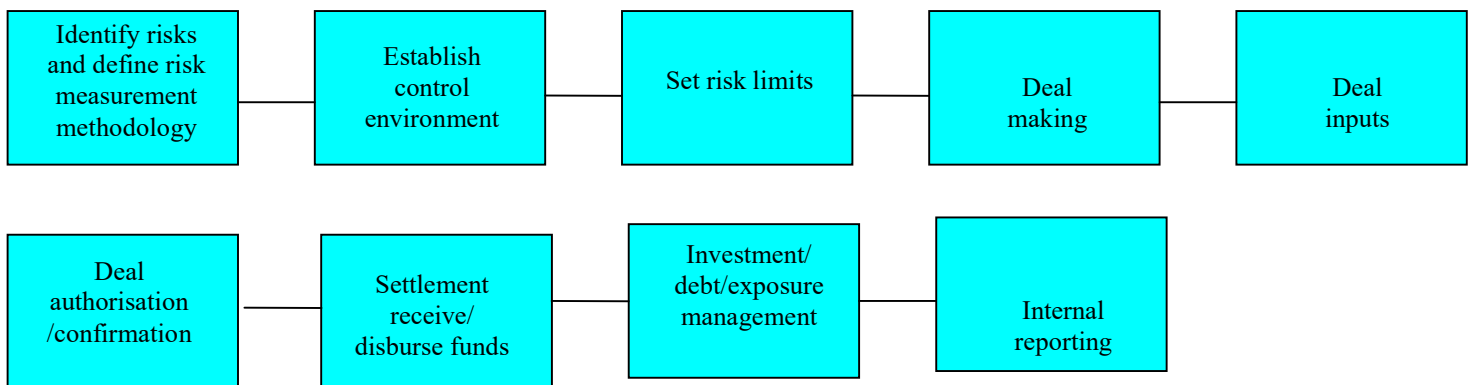 Identify risks
and define risk
measurement
methodology
Establish
control
environment
Set risk limits
Deal
making
Deal
inputs
Deal
authorisation
/confirmation
Settlement
receive/
disburse funds
Investment/
debt/exposure
management
Internal
reporting